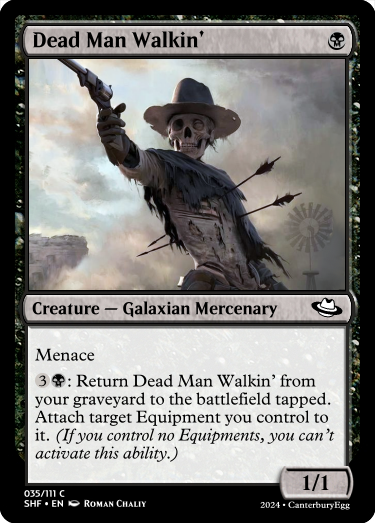 Dead Man Walkin'
Creature — Galaxian Mercenary
Menace
3: Return Dead Man Walkin' from
your graveyard to the battlefield tapped.
Attach target Equipment you control to
it. (If you control no Equipments, you can't
activate this ability.)
1/1
035/111 C
SHF • EN Roman Chaliy
2024 • CanterburyEgg